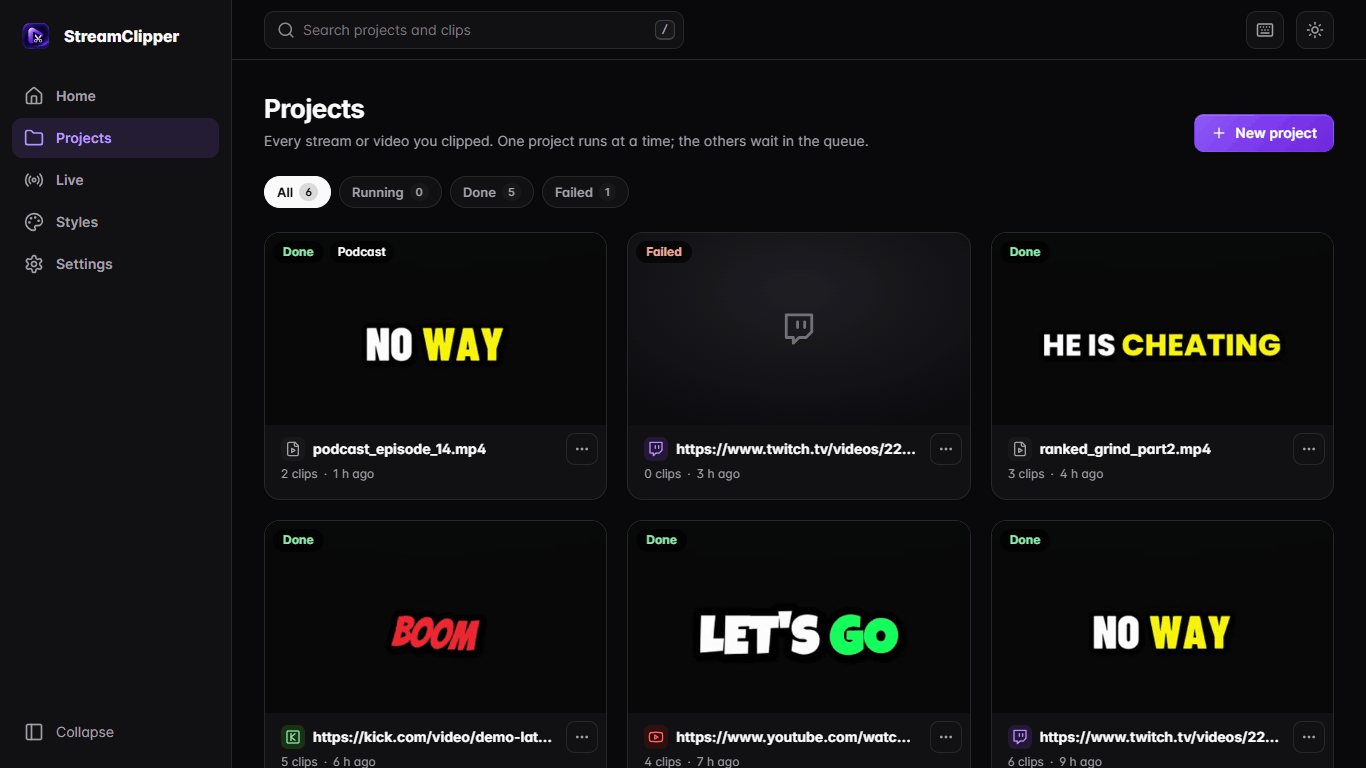 StreamClipper
Search projects and clips
/
Home
Projects
Live
Styles
Settings
Collapse
Projects
Every stream or video you clipped. One project runs at a time; the others wait in the queue.
+ New project
All 6
Running 0
Done 5
Failed 1
Done Podcast
NO WAY
podcast_episode_14.mp4
2 clips · 1 h ago
Failed
https://www.twitch.tv/videos/22...
0 clips · 3 h ago
Done
HE IS CHEATING
ranked_grind_part2.mp4
3 clips · 4 h ago
Done
BOOM
K
https://kick.com/video/demo-lat...
5 clips · 6 h ago
Done
LET'S GO
https://www.youtube.com/watc...
4 clips · 7 h ago
Done
NO WAY
https://www.twitch.tv/videos/22...
6 clips · 9 h ago